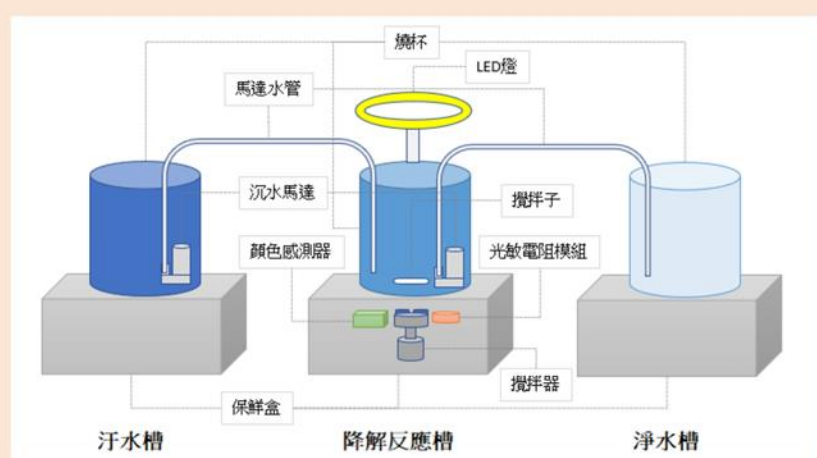 燒杯
LED燈
馬達水管
沉水馬達
攪拌子
顏色感測器
光敏電阻模組
攪拌器
保鮮盒
汙水槽
降解反應槽
淨水槽